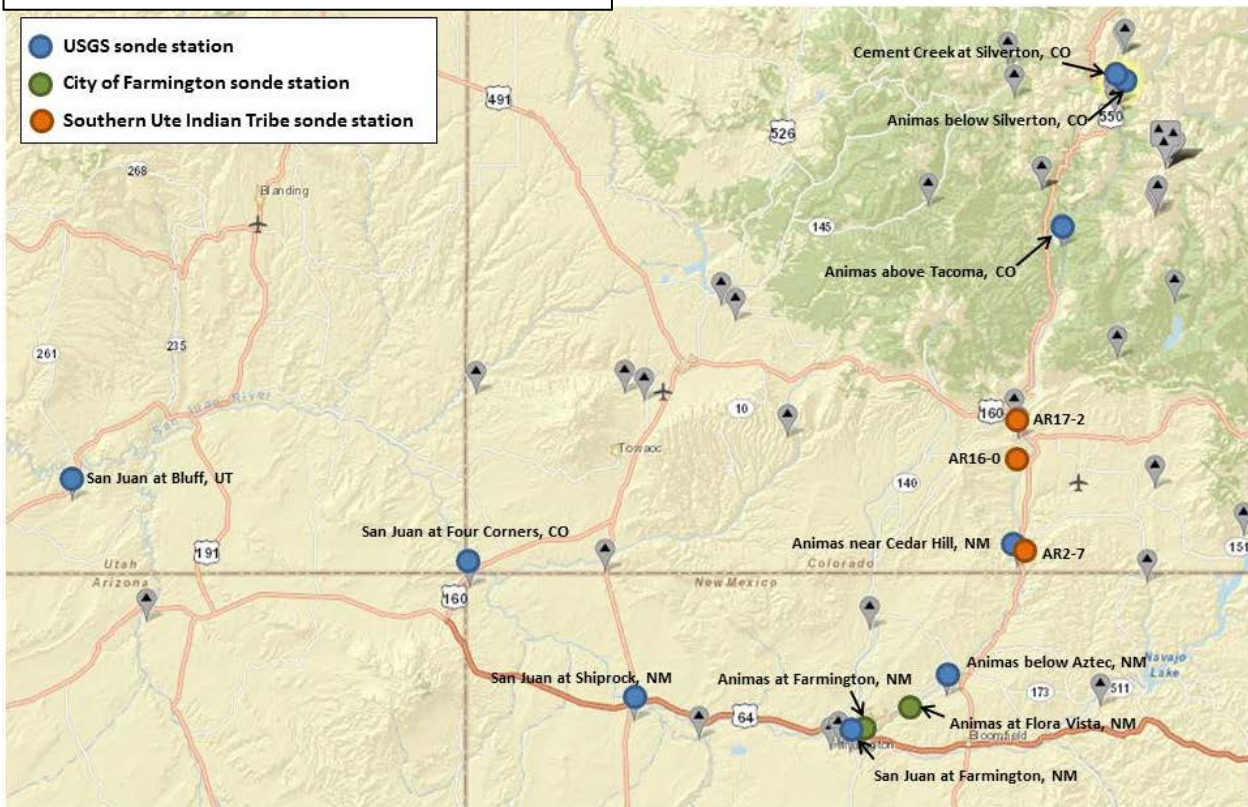 USGS sonde station
City of Farmington sonde station
Southern Ute Indian Tribe sonde station
Cement Creek at Silverton, CO
491
550
Animas below Silverton, CO
526
268
Blanding
145
Animas above Tacoma, CO
261
235
San Juan River
10
160
AR17-2
Towaoc
AR16-0
San Juan at Bluff, UT
140
San Juan at Four Corners, CO
Animas near Cedar Hill, NM
AR2-7
151
191
Utah
Arizona
Colorado
New Mexico
160
Animas below Aztec, NM
Navajo
Lake
San Juan at Shiprock, NM
Animas at Farmington, NM
173
511
64
Animas at Flora Vista, NM
Bloomfield
Farmington
San Juan at Farmington, NM